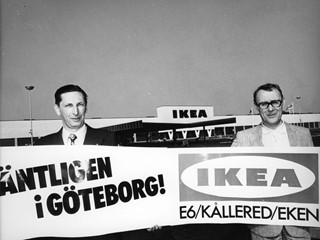 IKEA
ÄNTLIGEN
i GÖTEBORG!
IKEA
E6/KÅLLERED/EKEN